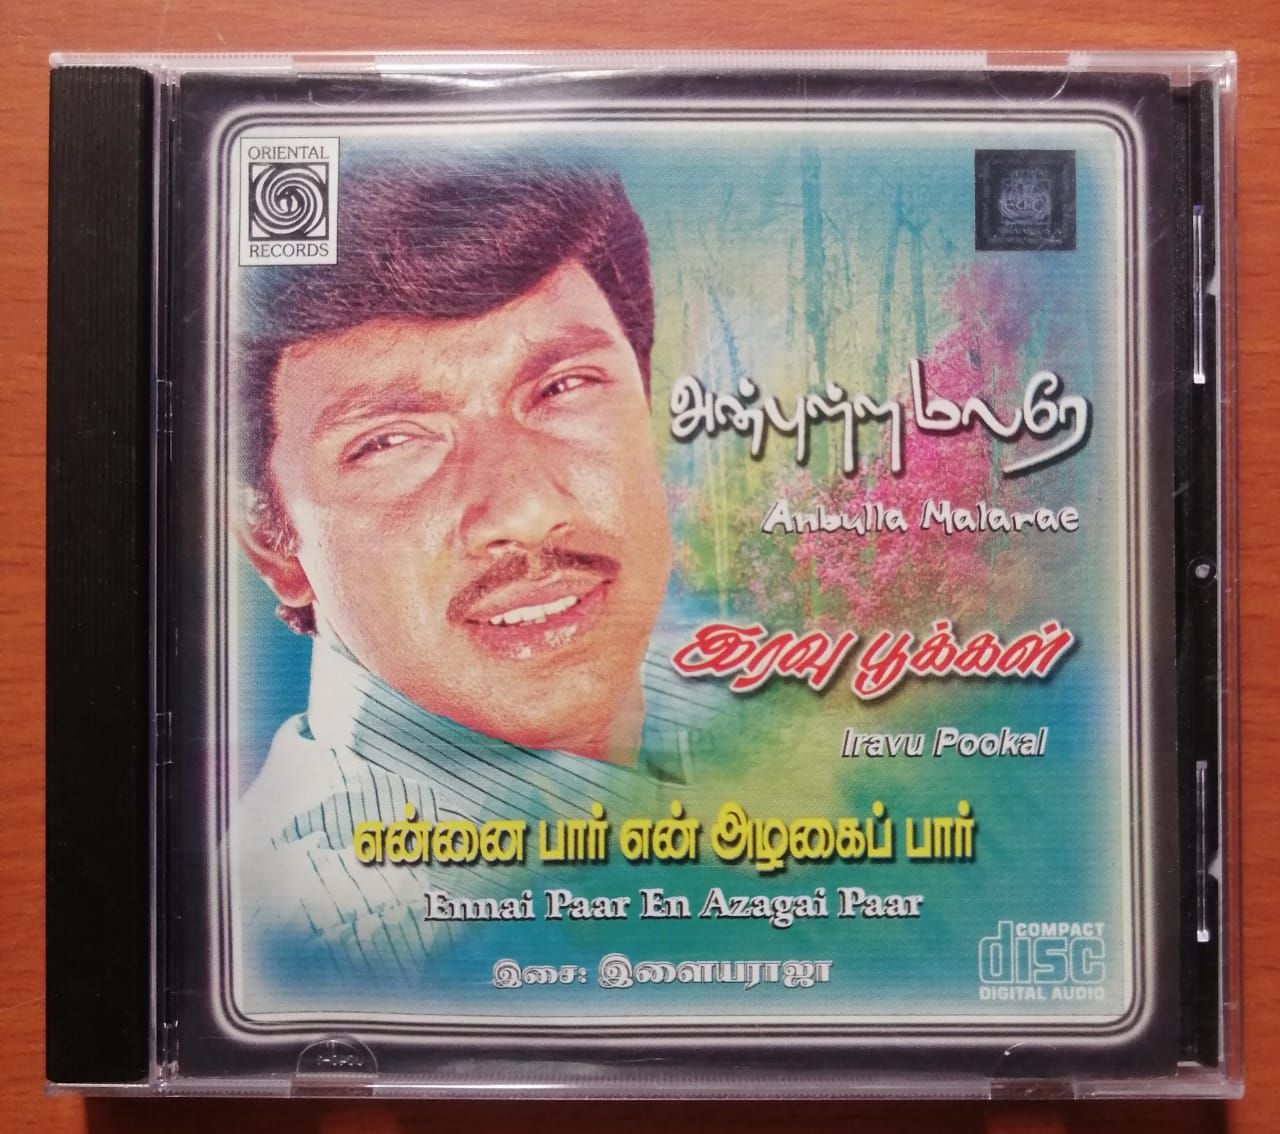 ORIENTAL
RECORDS
அன்புள்ள மலரே
Anbulla Malarae
இரவு பூக்கள்
Iravu Pookal
என்னை பார் என் அழகைப் பார்
Ennai Paar En Azagai Paar
இசை: இளையராஜா
COMPACT
disc
DIGITAL AUDIO